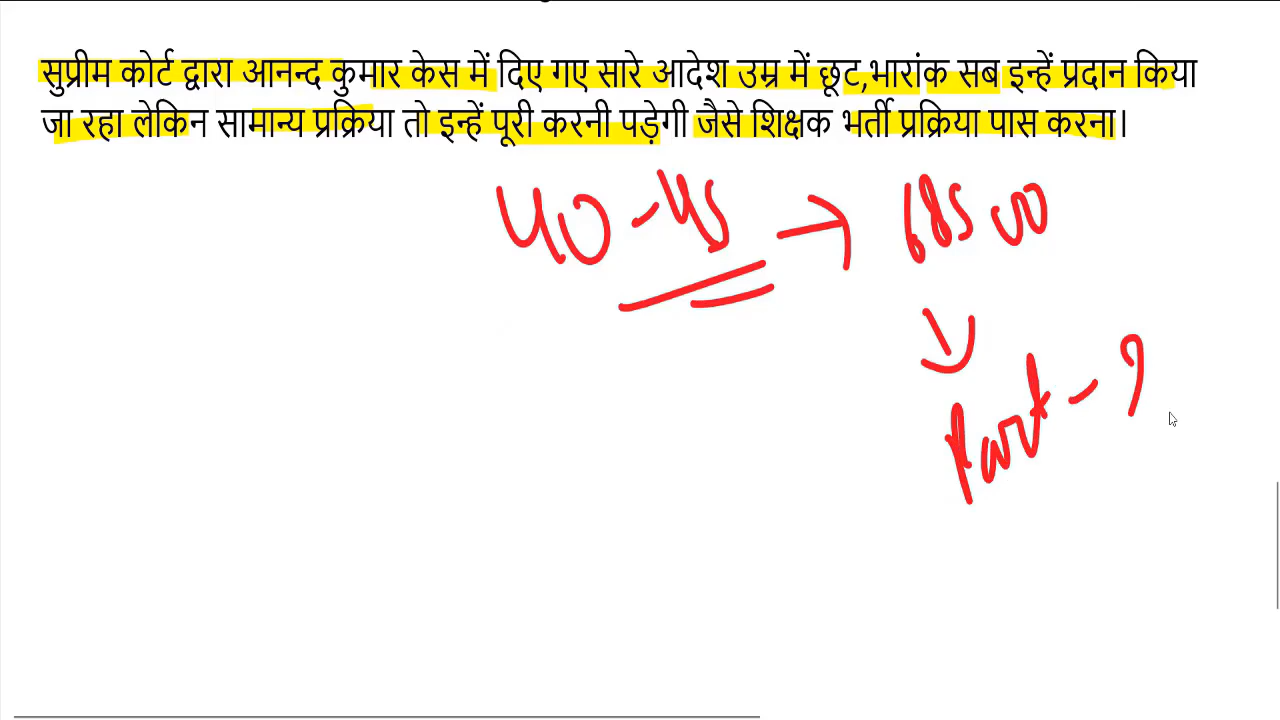 सुप्रीम कोर्ट द्वारा आनन्द कुमार केस में दिए गए सारे आदेश उम्र में छूट,भारांक सब इन्हें प्रदान किया
जा रहा लेकिन सामान्य प्रक्रिया तो इन्हें पूरी करनी पड़ेगी जैसे शिक्षक भर्ती प्रक्रिया पास करना।
40-45 → 68500
Part -